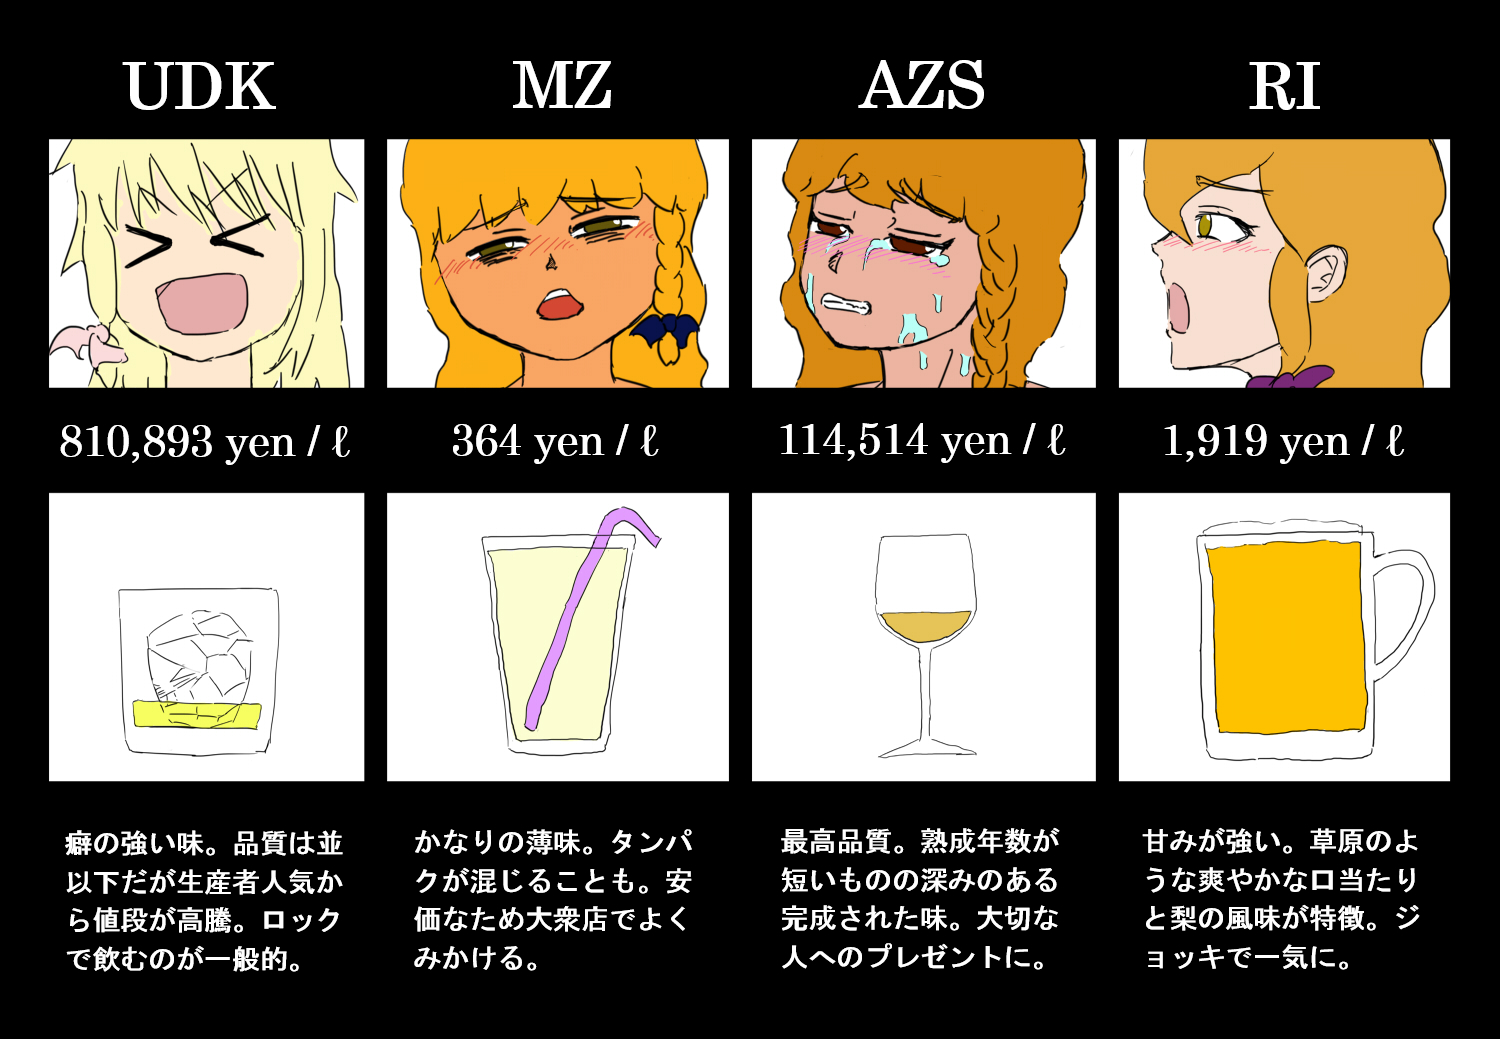 UDK
MZ
AZS
RI
810,893 yen / ℓ
364 yen / ℓ
114,514 yen / ℓ
1,919 yen / ℓ
癖の強い味。品質は並
以下だが生産者人気か
ら値段が高騰。ロック
で飲むのが一般的。
かなりの薄味。タンパ
クが混じることも。安
価なため大衆店でよく
みかける。
最高品質。熟成年数が
短いものの深みのある
完成された味。大切な
人へのプレゼントに。
甘みが強い。草原のよ
うな爽やかな口当たり
と梨の風味が特徴。ジ
ョッキで一気に。